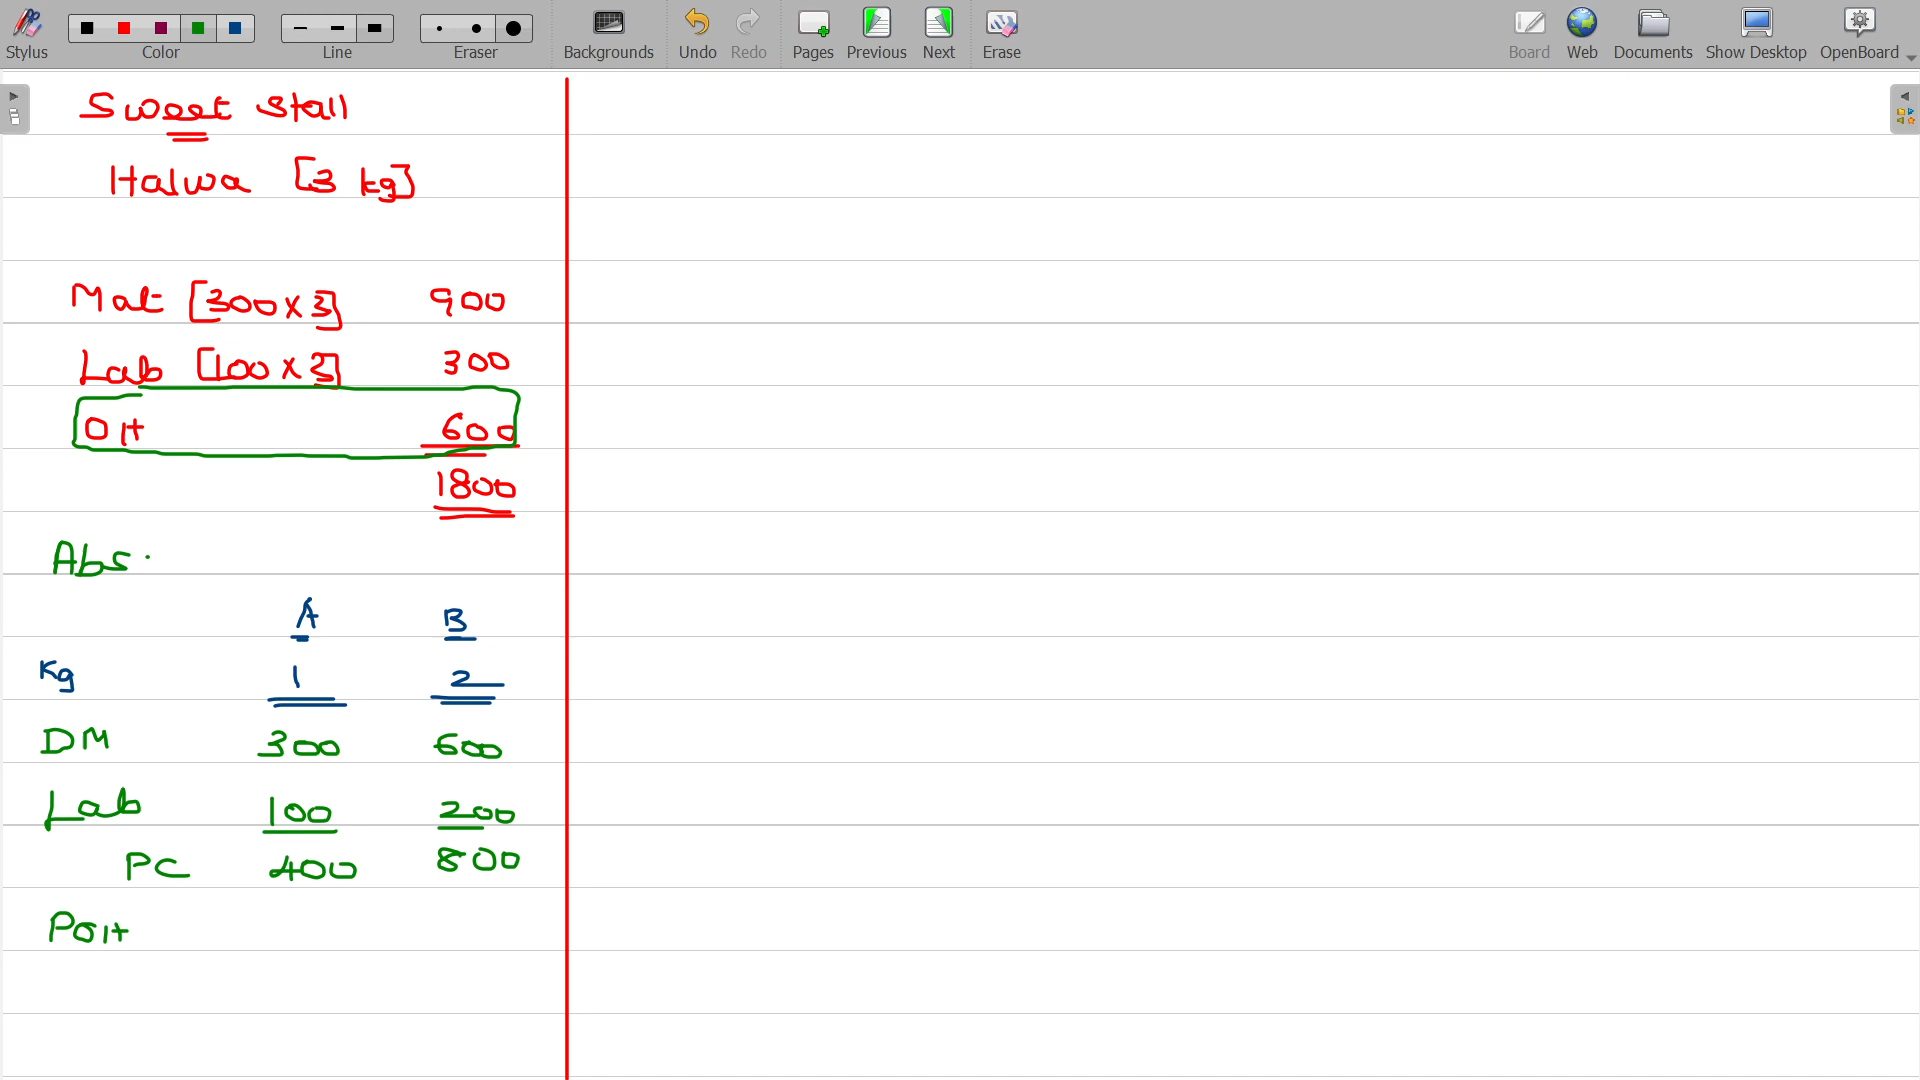 Stylus Color Line Eraser Backgrounds Undo Redo Pages Previous Next Erase Board Web Documents Show Desktop OpenBoard
Sweet Stall
Halwa [3 kg]
Mat [300 x 3] 900
Lab [100 x 3] 300
O/H 600
1800
Abs.
A B
Kg 1 2
DM 300 600
Lab 100 200
PC 400 800
PO/H